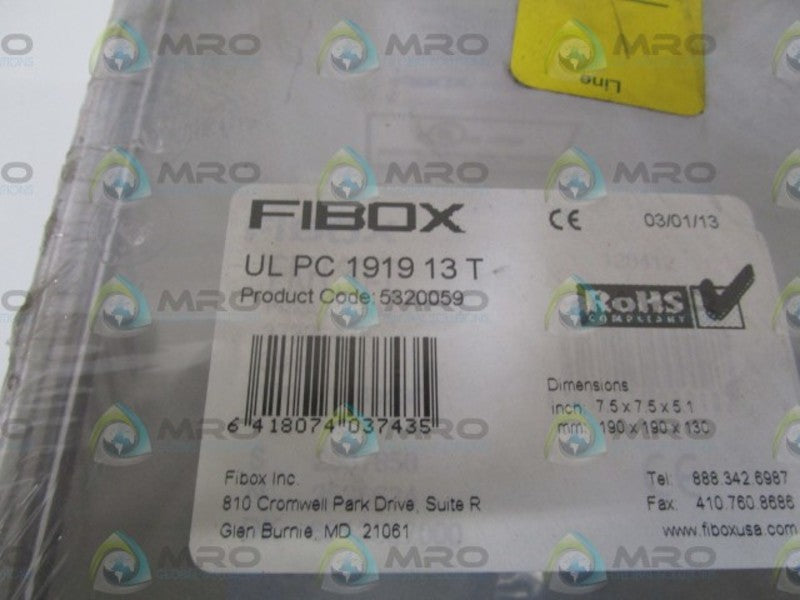 Line
FIBOX
CE
03/01/13
UL PC 1919 13 T
Product Code: 5320059
RoHS
COMPLIANT
6 418074 037435
Dimensions
inch: 7.5 x 7.5 x 5.1
mm: 190 x 190 x 130
Fibox Inc.
810 Cromwell Park Drive, Suite R
Glen Burnie, MD 21061
Tel: 888.342.6987
Fax: 410.760.8686
www.fiboxusa.com
MRO